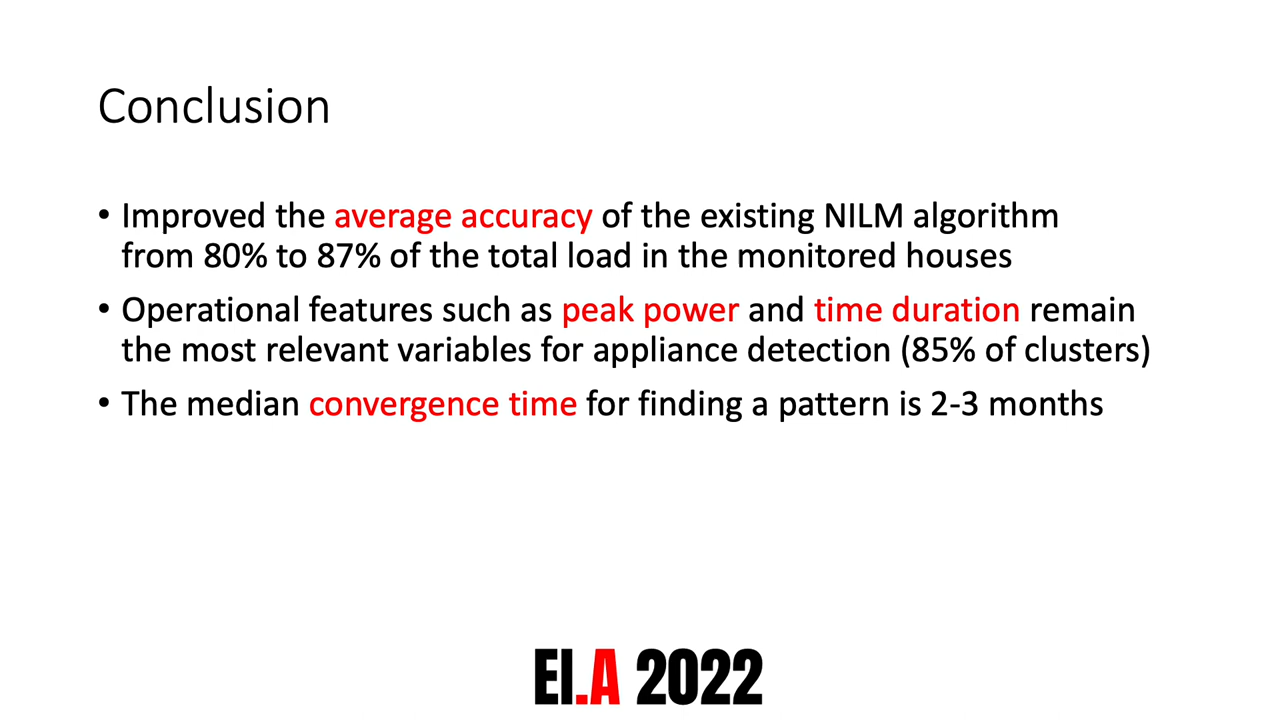 Conclusion
• Improved the average accuracy of the existing NILM algorithm
from 80% to 87% of the total load in the monitored houses
• Operational features such as peak power and time duration remain
the most relevant variables for appliance detection (85% of clusters)
• The median convergence time for finding a pattern is 2-3 months
EI.A 2022